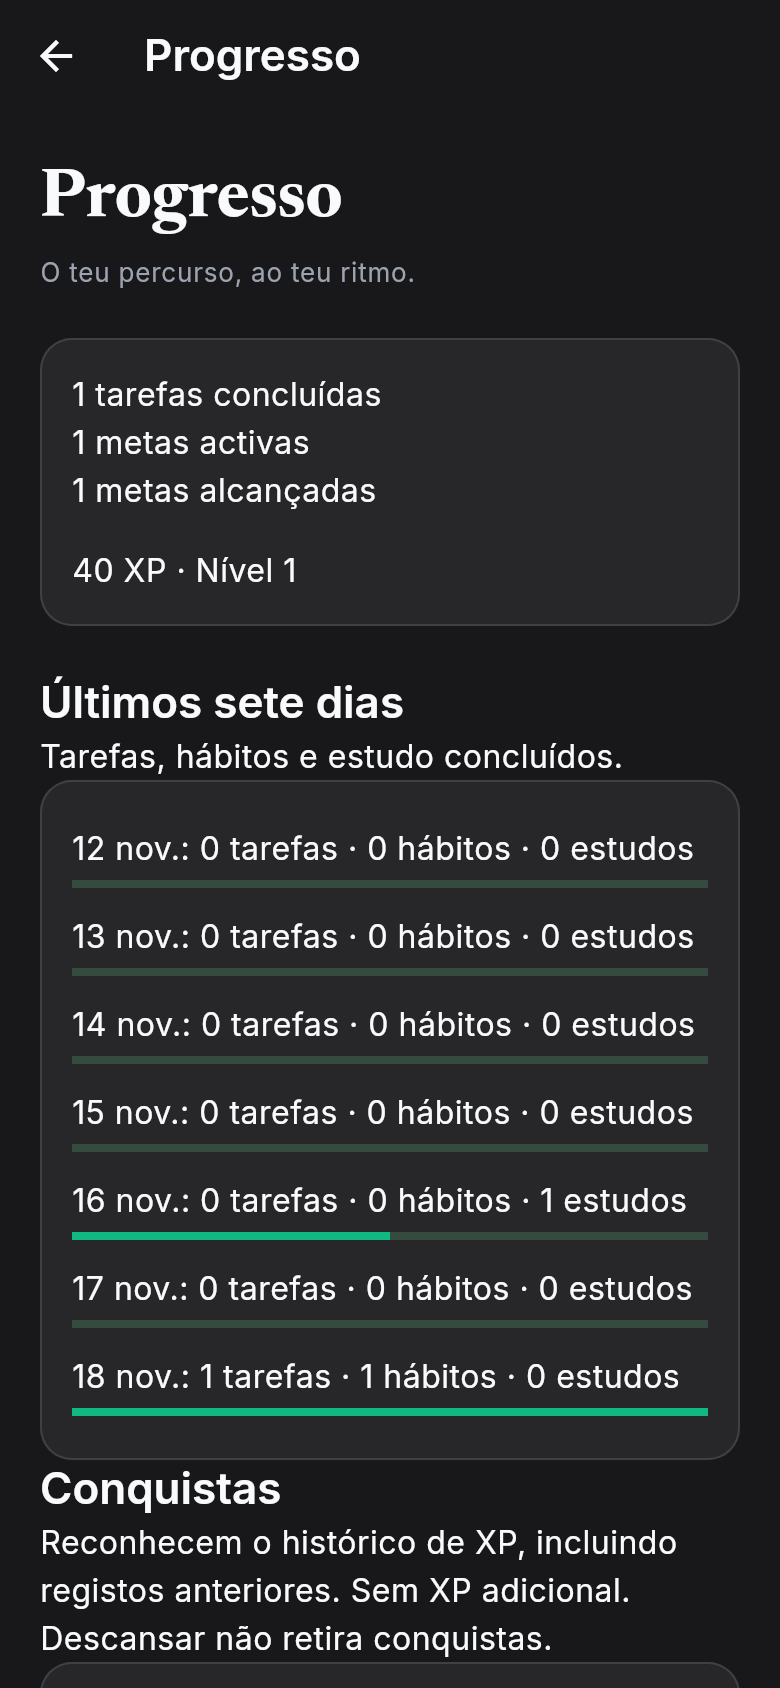 Progresso
Progresso
O teu percurso, ao teu ritmo.
1 tarefas concluídas
1 metas activas
1 metas alcançadas
40 XP · Nível 1
Últimos sete dias
Tarefas, hábitos e estudo concluídos.
12 nov.: 0 tarefas · 0 hábitos · 0 estudos
13 nov.: 0 tarefas · 0 hábitos · 0 estudos
14 nov.: 0 tarefas · 0 hábitos · 0 estudos
15 nov.: 0 tarefas · 0 hábitos · 0 estudos
16 nov.: 0 tarefas · 0 hábitos · 1 estudos
17 nov.: 0 tarefas · 0 hábitos · 0 estudos
18 nov.: 1 tarefas · 1 hábitos · 0 estudos
Conquistas
Reconhecem o histórico de XP, incluindo
registos anteriores. Sem XP adicional.
Descansar não retira conquistas.